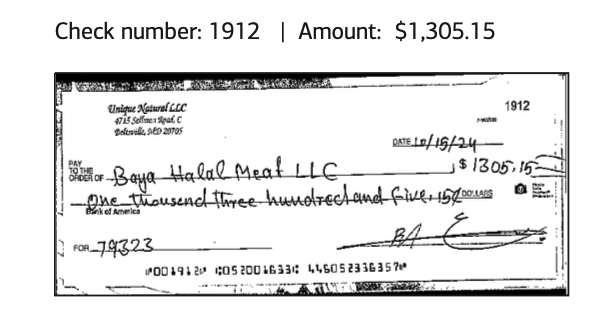 Check number: 1912 | Amount: $1,305.15
Unique Natural LLC
4715 Sellman Road, C
Beltsville, MD 20705
1912
DATE 10/15/24
PAY TO THE ORDER OF Baya Halal Meat LLC $ 1305.15
One thousend three hundred and five, 15¢ DOLLARS
Bank of America
FOR 79323
⑈001912⑈ ⑆052001633⑆ 446052336357⑈